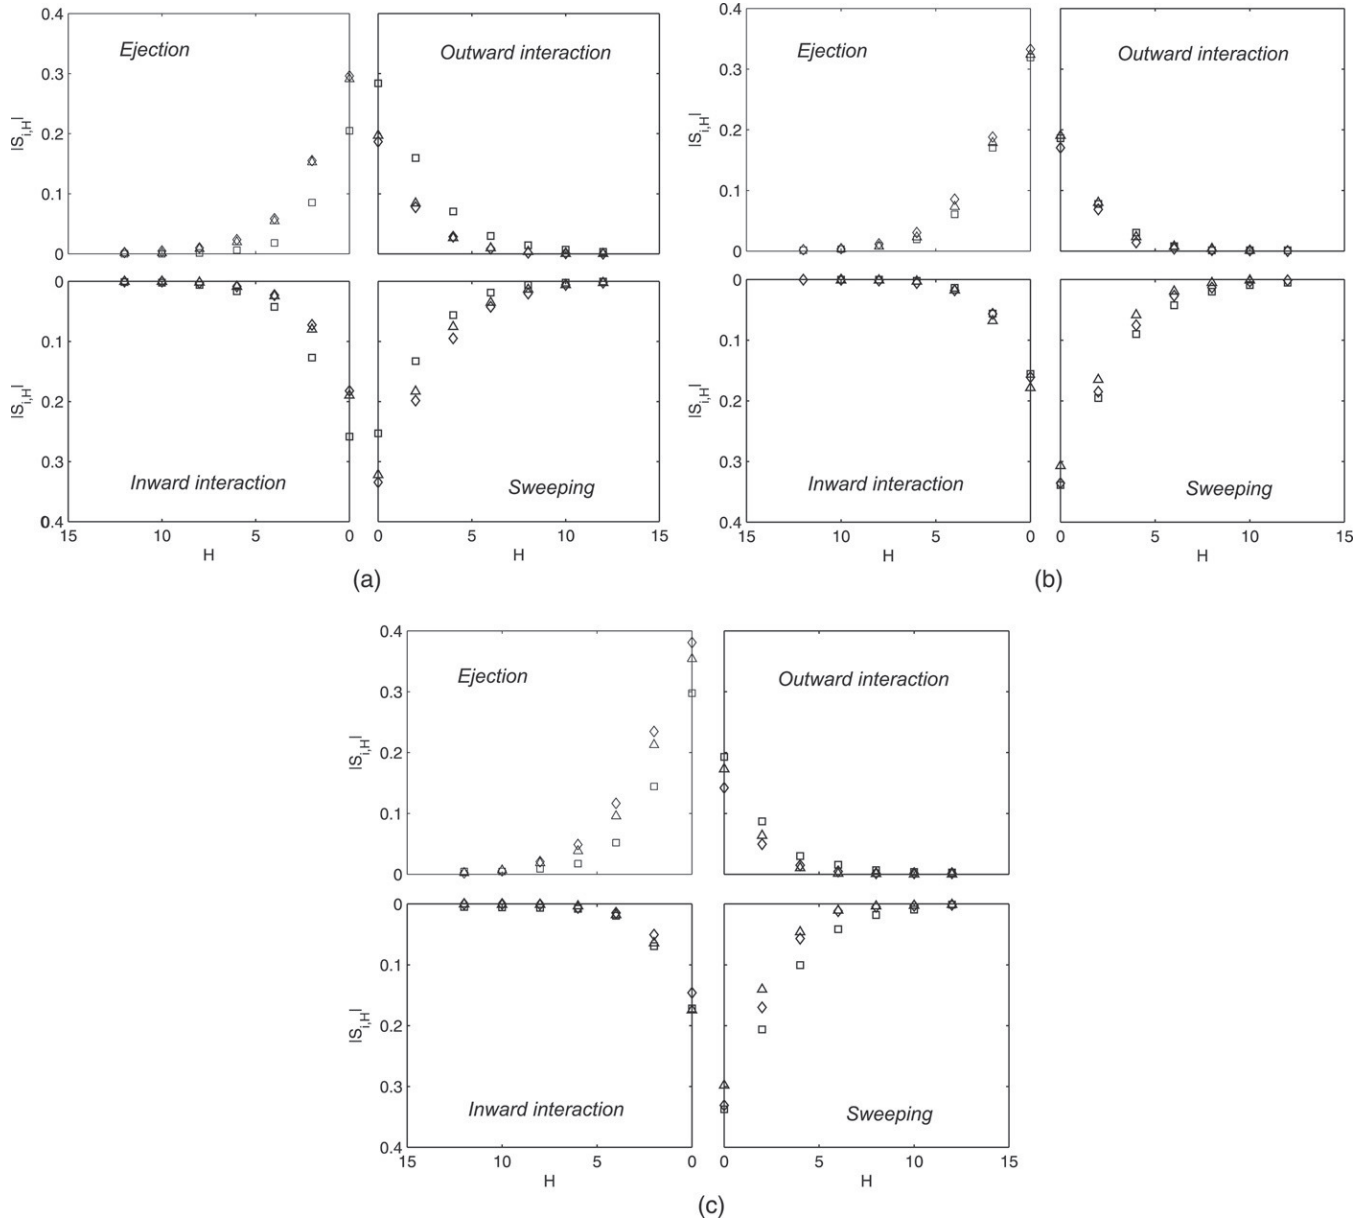 0.4
0.3
0.2
0.1
0
|S_{i,H}|
Ejection
Outward interaction
0
0.1
0.2
0.3
0.4
|S_{i,H}|
Inward interaction
Sweeping
15 10 5 0
0 5 10 15
H
H
(a)
0.4
0.3
0.2
0.1
0
|S_{i,H}|
Ejection
Outward interaction
0
0.1
0.2
0.3
0.4
|S_{i,H}|
Inward interaction
Sweeping
15 10 5 0
0 5 10 15
H
H
(b)
0.4
0.3
0.2
0.1
0
|S_{i,H}|
Ejection
Outward interaction
0
0.1
0.2
0.3
0.4
|S_{i,H}|
Inward interaction
Sweeping
15 10 5 0
0 5 10 15
H
H
(c)